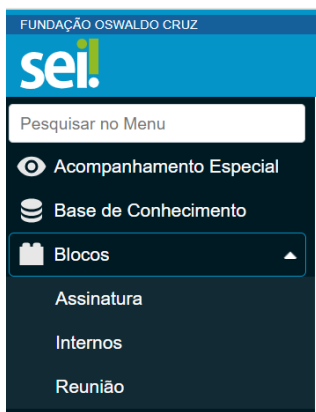 FUNDAÇÃO OSWALDO CRUZ
sei!
Pesquisar no Menu
Acompanhamento Especial
Base de Conhecimento
Blocos
Assinatura
Internos
Reunião